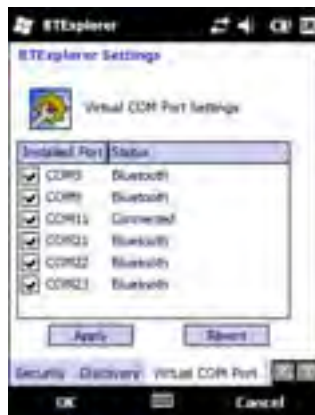 BTExplorer
BTExplorer Settings
Virtual COM Port Settings
Installed Port Status
COM5 Bluetooth
COM9 Bluetooth
COM11 Connected
COM21 Bluetooth
COM22 Bluetooth
COM23 Bluetooth
Apply Revert
Security Discovery Virtual COM Port
OK Cancel